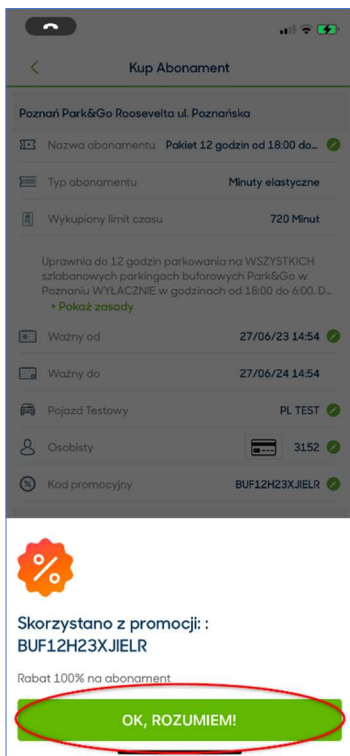 Kup Abonament
Poznań Park&Go Roosevelta ul. Poznańska
Nazwa abonamentu Pakiet 12 godzin od 18:00 do...
Typ abonamentu Minuty elastyczne
Wykupiony limit czasu 720 Minut
Uprawnia do 12 godzin parkowania na WSZYSTKICH
szlabanowych parkingach buforowych Park&Go w
Poznaniu WYŁACZNIE w godzinach od 18:00 do 6:00. D...
• Pokaż zasady
Ważny od 27/06/23 14:54
Ważny do 27/06/24 14:54
Pojazd Testowy PL TEST
Osobisty 3152
Kod promocyjny BUF12H23XJIELR
Skorzystano z promocji: :
BUF12H23XJIELR
Rabat 100% na abonament
OK, ROZUMIEM!